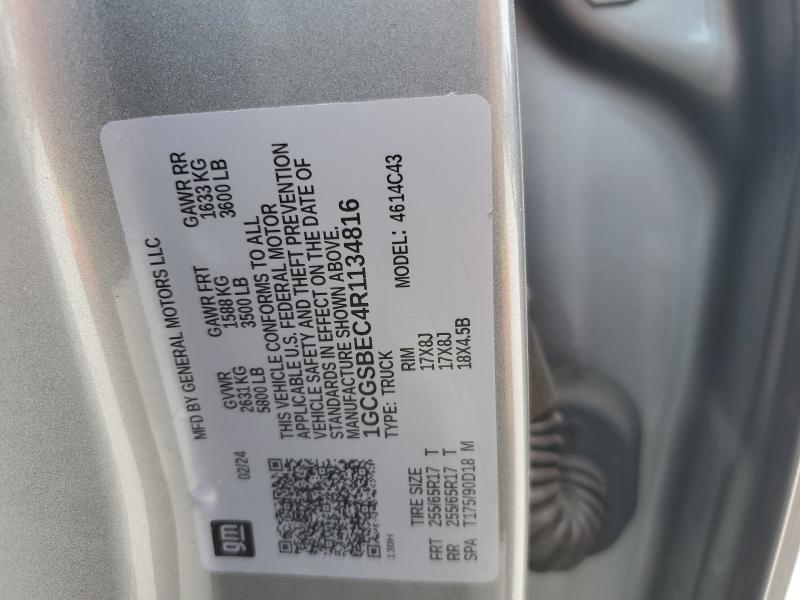 gm
MFD BY GENERAL MOTORS LLC
02/24
GVWR GAWR FRT GAWR RR
2631 KG 1588 KG 1633 KG
5800 LB 3500 LB 3600 LB
THIS VEHICLE CONFORMS TO ALL
APPLICABLE U.S. FEDERAL MOTOR
VEHICLE SAFETY AND THEFT PREVENTION
STANDARDS IN EFFECT ON THE DATE OF
MANUFACTURE SHOWN ABOVE.
1GCGSBEC4R1134816
TYPE: TRUCK MODEL: 4614C43
130H
TIRE SIZE RIM
FRT 255/65R17 T 17X8J
RR 255/65R17 T 17X8J
SPA T175/90D18 M 18X4.5B